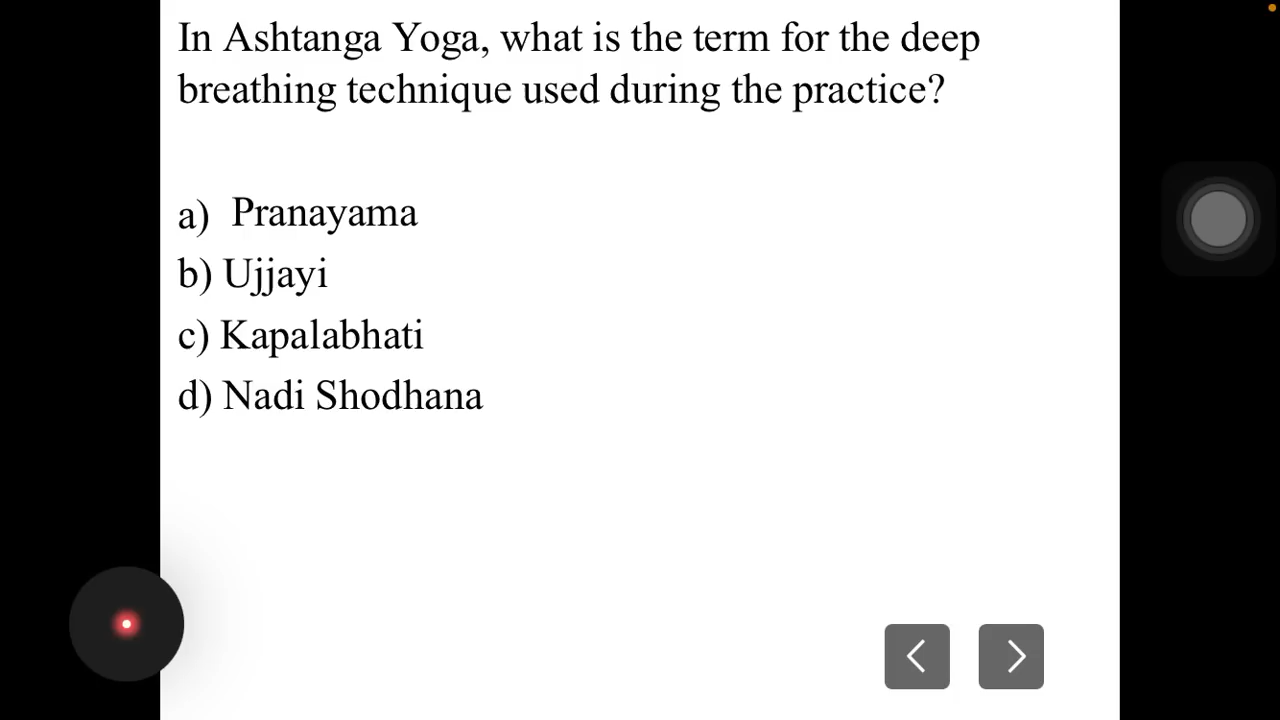 In Ashtanga Yoga, what is the term for the deep
breathing technique used during the practice?
a) Pranayama
b) Ujjayi
c) Kapalabhati
d) Nadi Shodhana